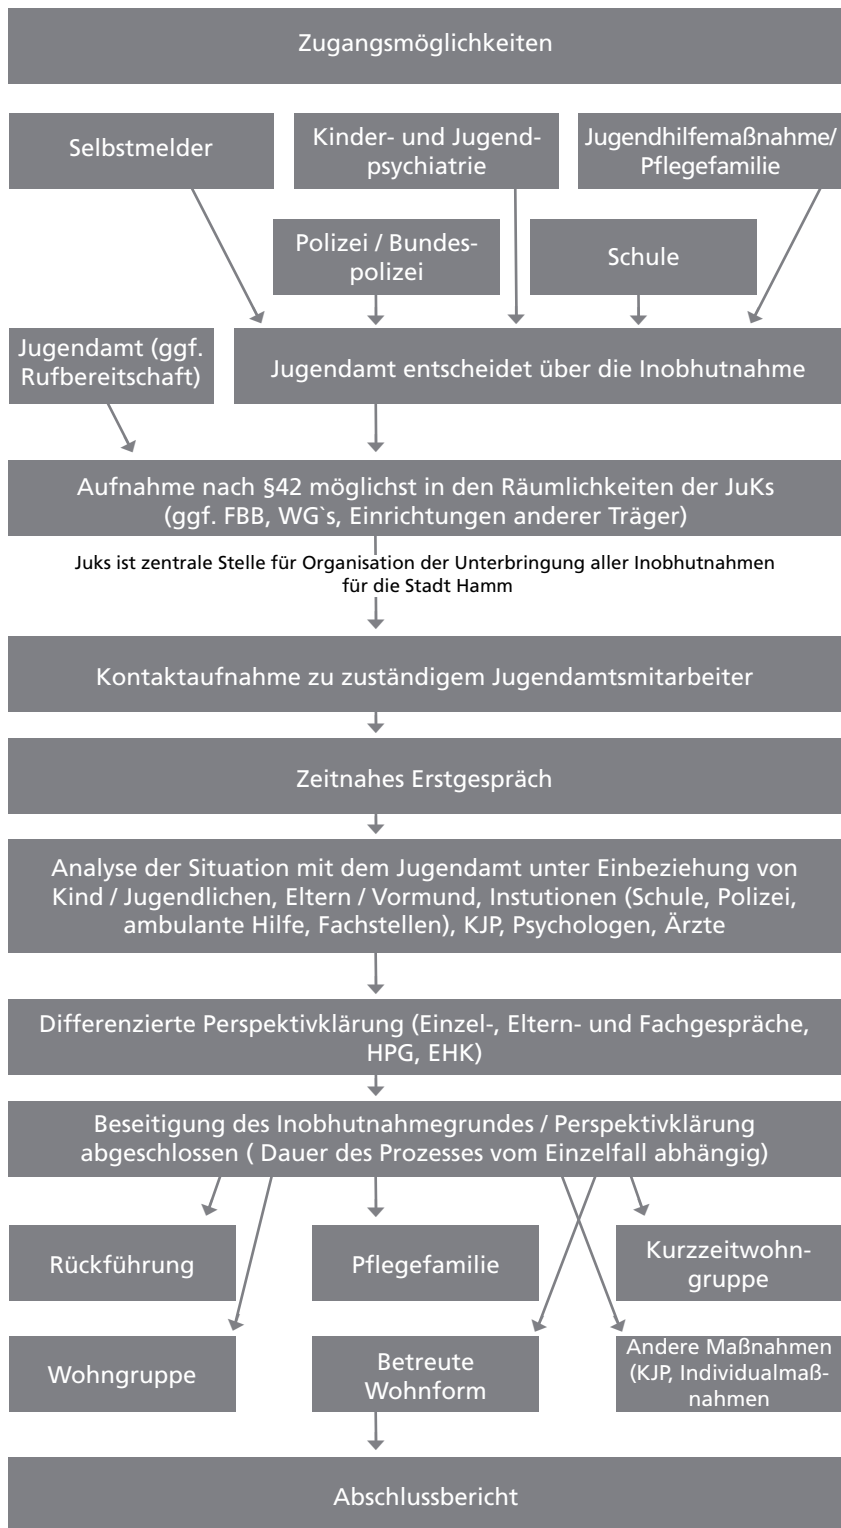 Zugangsmöglichkeiten
Selbstmelder
Kinder- und Jugend-
psychiatrie
Jugendhilfemaßnahme/
Pflegefamilie
Polizei / Bundes-
polizei
Schule
Jugendamt (ggf.
Rufbereitschaft)
Jugendamt entscheidet über die Inobhutnahme
Aufnahme nach §42 möglichst in den Räumlichkeiten der JuKs
(ggf. FBB, WG`s, Einrichtungen anderer Träger)
Juks ist zentrale Stelle für Organisation der Unterbringung aller Inobhutnahmen
für die Stadt Hamm
Kontaktaufnahme zu zuständigem Jugendamtsmitarbeiter
Zeitnahes Erstgespräch
Analyse der Situation mit dem Jugendamt unter Einbeziehung von
Kind / Jugendlichen, Eltern / Vormund, Instutionen (Schule, Polizei,
ambulante Hilfe, Fachstellen), KJP, Psychologen, Ärzte
Differenzierte Perspektivklärung (Einzel-, Eltern- und Fachgespräche,
HPG, EHK)
Beseitigung des Inobhutnahmegrundes / Perspektivklärung
abgeschlossen ( Dauer des Prozesses vom Einzelfall abhängig)
Rückführung
Pflegefamilie
Kurzzeitwohn-
gruppe
Wohngruppe
Betreute
Wohnform
Andere Maßnahmen
(KJP, Individualmaß-
nahmen
Abschlussbericht